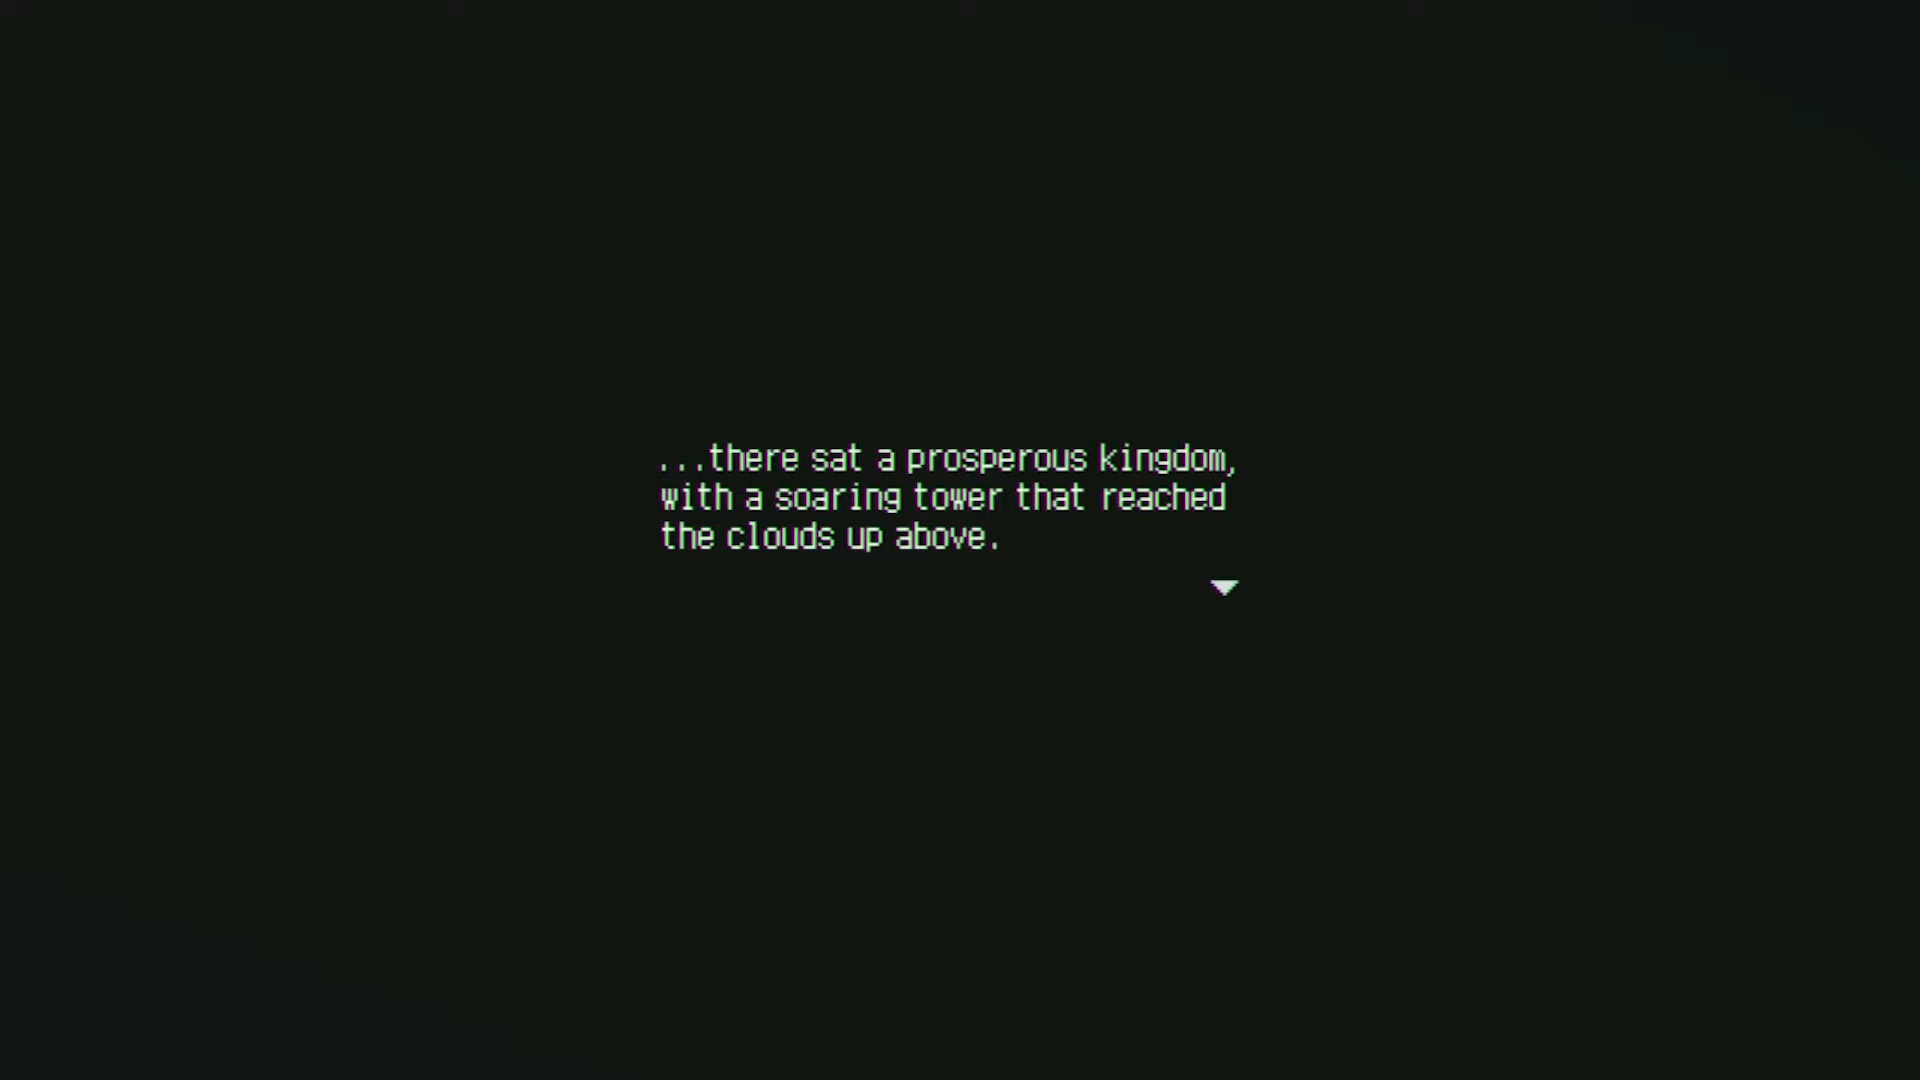 ...there sat a prosperous kingdom,
with a soaring tower that reached
the clouds up above.